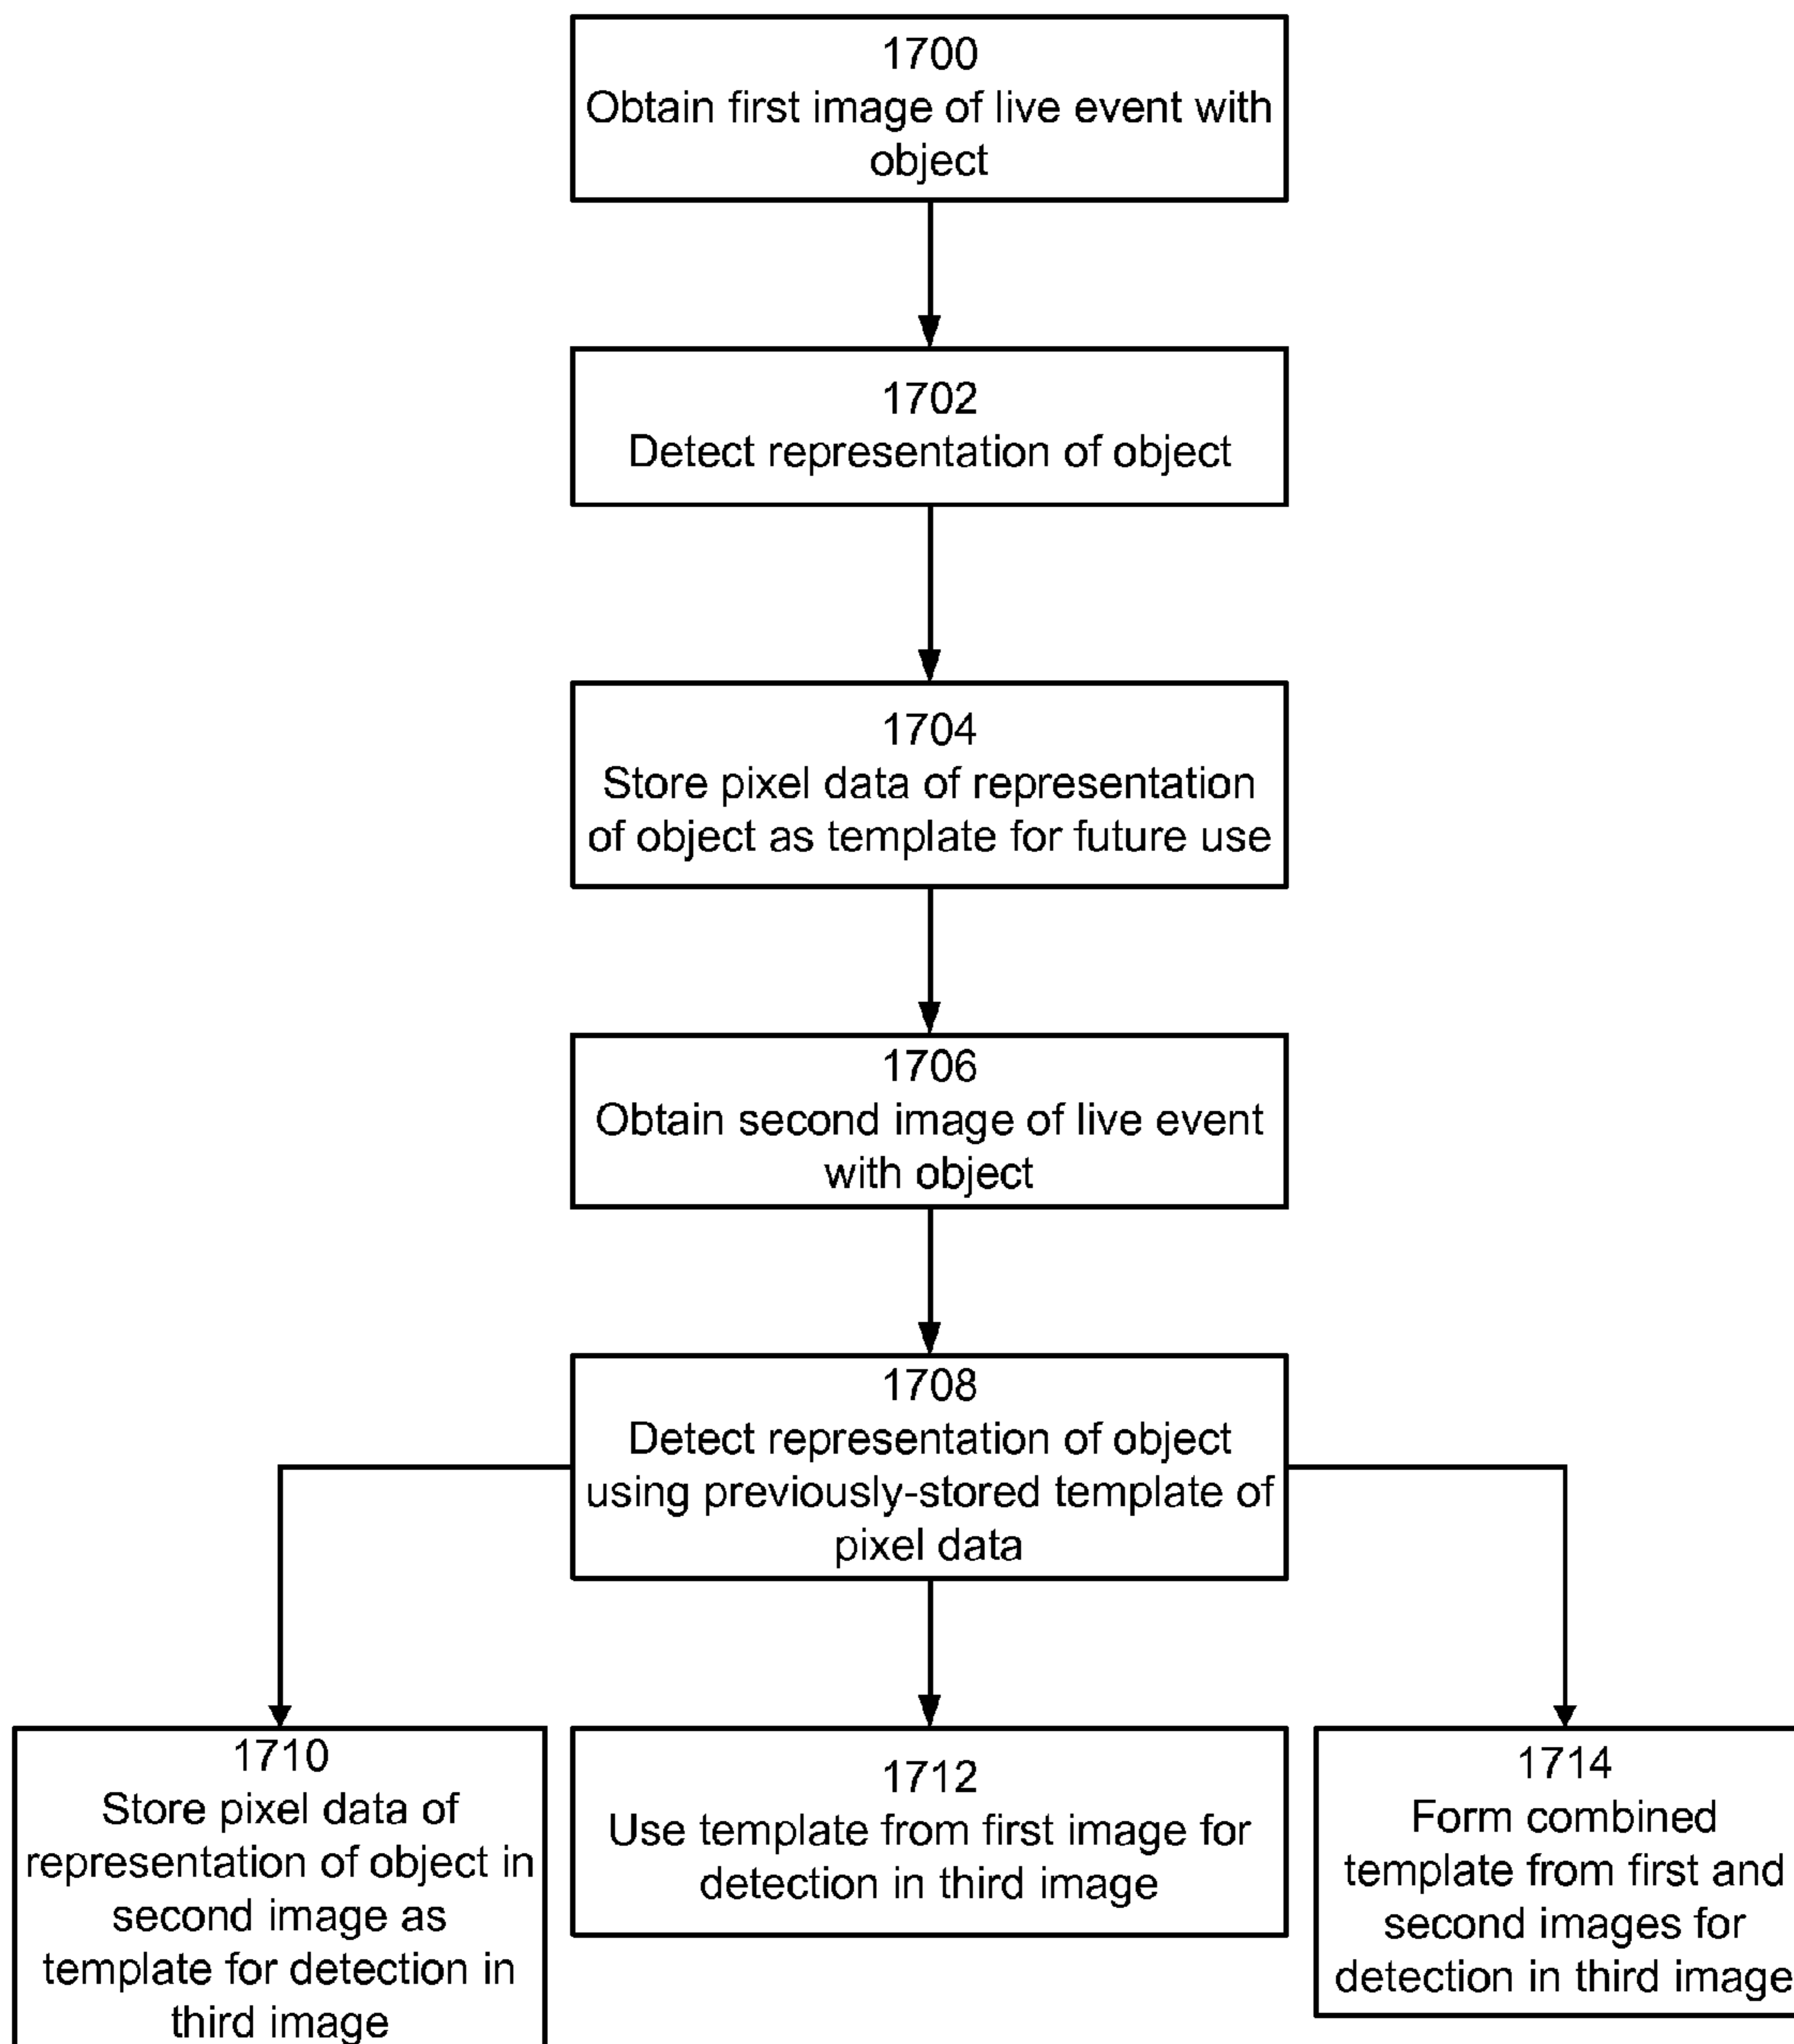 1700
Obtain first image of live event with
object
1702
Detect representation of object
1704
Store pixel data of representation
of object as template for future use
1706
Obtain second image of live event
with object
1708
Detect representation of object
using previously-stored template of
pixel data
1710
Store pixel data of
representation of object in
second image as
template for detection in
third image
1712
Use template from first image for
detection in third image
1714
Form combined
template from first and
second images for
detection in third image